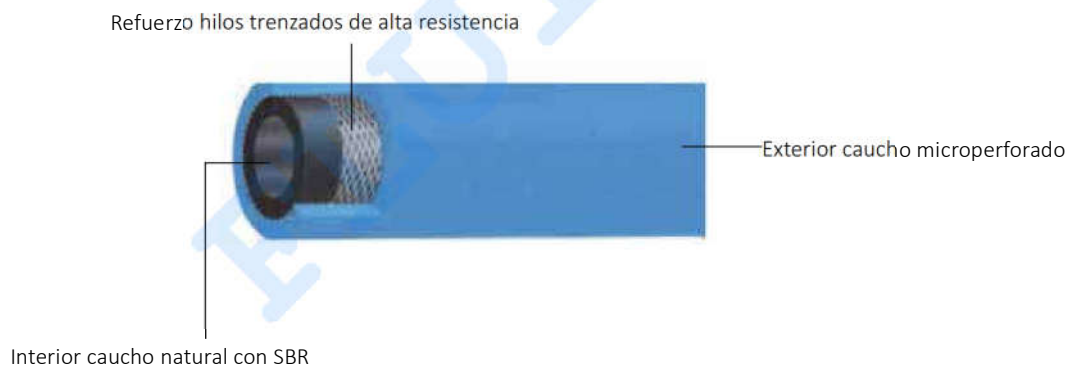 Refuerzo hilos trenzados de alta resistencia
Exterior caucho microperforado
Interior caucho natural con SBR